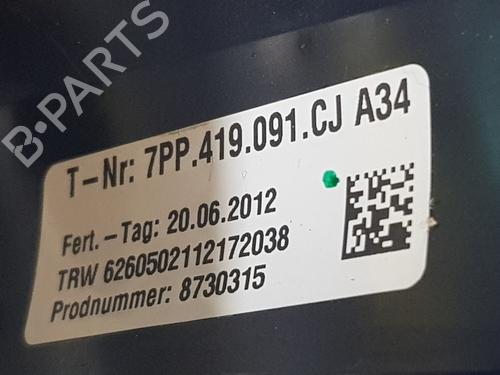 B-PARTS
T-Nr: 7PP.419.091.CJ A34
Fert.-Tag: 20.06.2012
TRW 6260502112172038
Prodnummer: 8730315